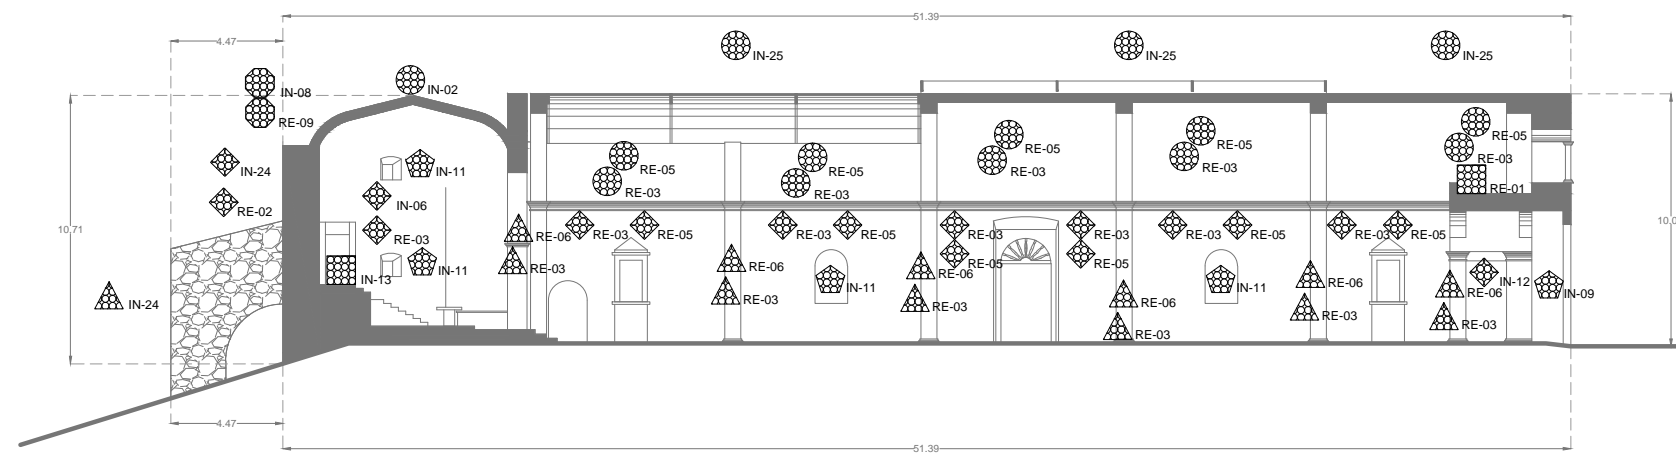 51.39
4.47
IN-25
IN-25
IN-25
IN-08
IN-02
RE-09
RE-05
RE-05
RE-05
RE-05
RE-03
RE-03
RE-03
IN-24
IN-11
RE-05
RE-05
RE-03
RE-03
RE-01
IN-06
RE-02
RE-03
RE-06
RE-03
RE-05
RE-03
RE-05
RE-03
RE-03
RE-03
RE-05
RE-03
RE-05
10.71
IN-11
RE-03
RE-06
RE-06
RE-05
RE-05
IN-13
IN-11
IN-11
RE-06
IN-12
IN-09
IN-24
RE-03
RE-03
RE-06
RE-03
RE-06
RE-03
RE-03
4.47
51.39